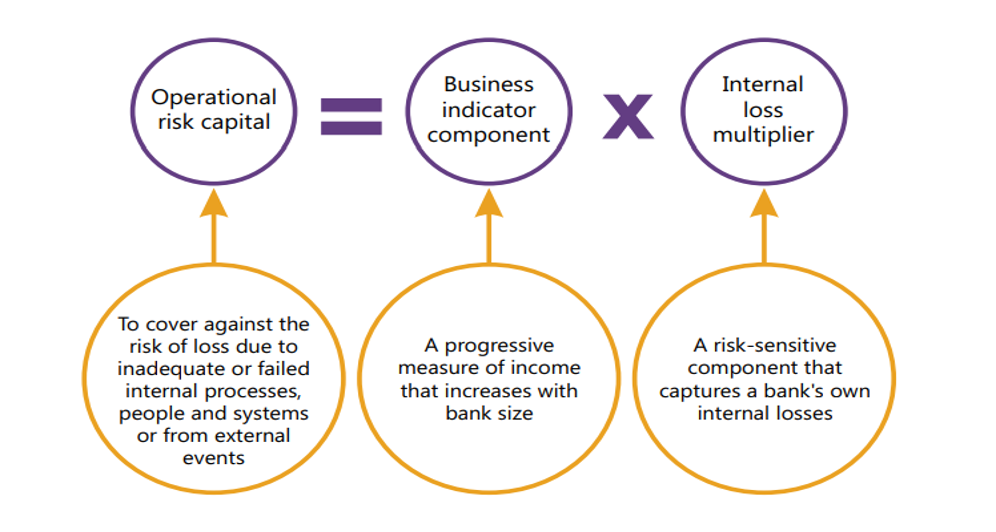 Operational
risk capital
=
Business
indicator
component
x
Internal
loss
multiplier
To cover against the
risk of loss due to
inadequate or failed
internal processes,
people and systems
or from external
events
A progressive
measure of income
that increases with
bank size
A risk-sensitive
component that
captures a bank's own
internal losses